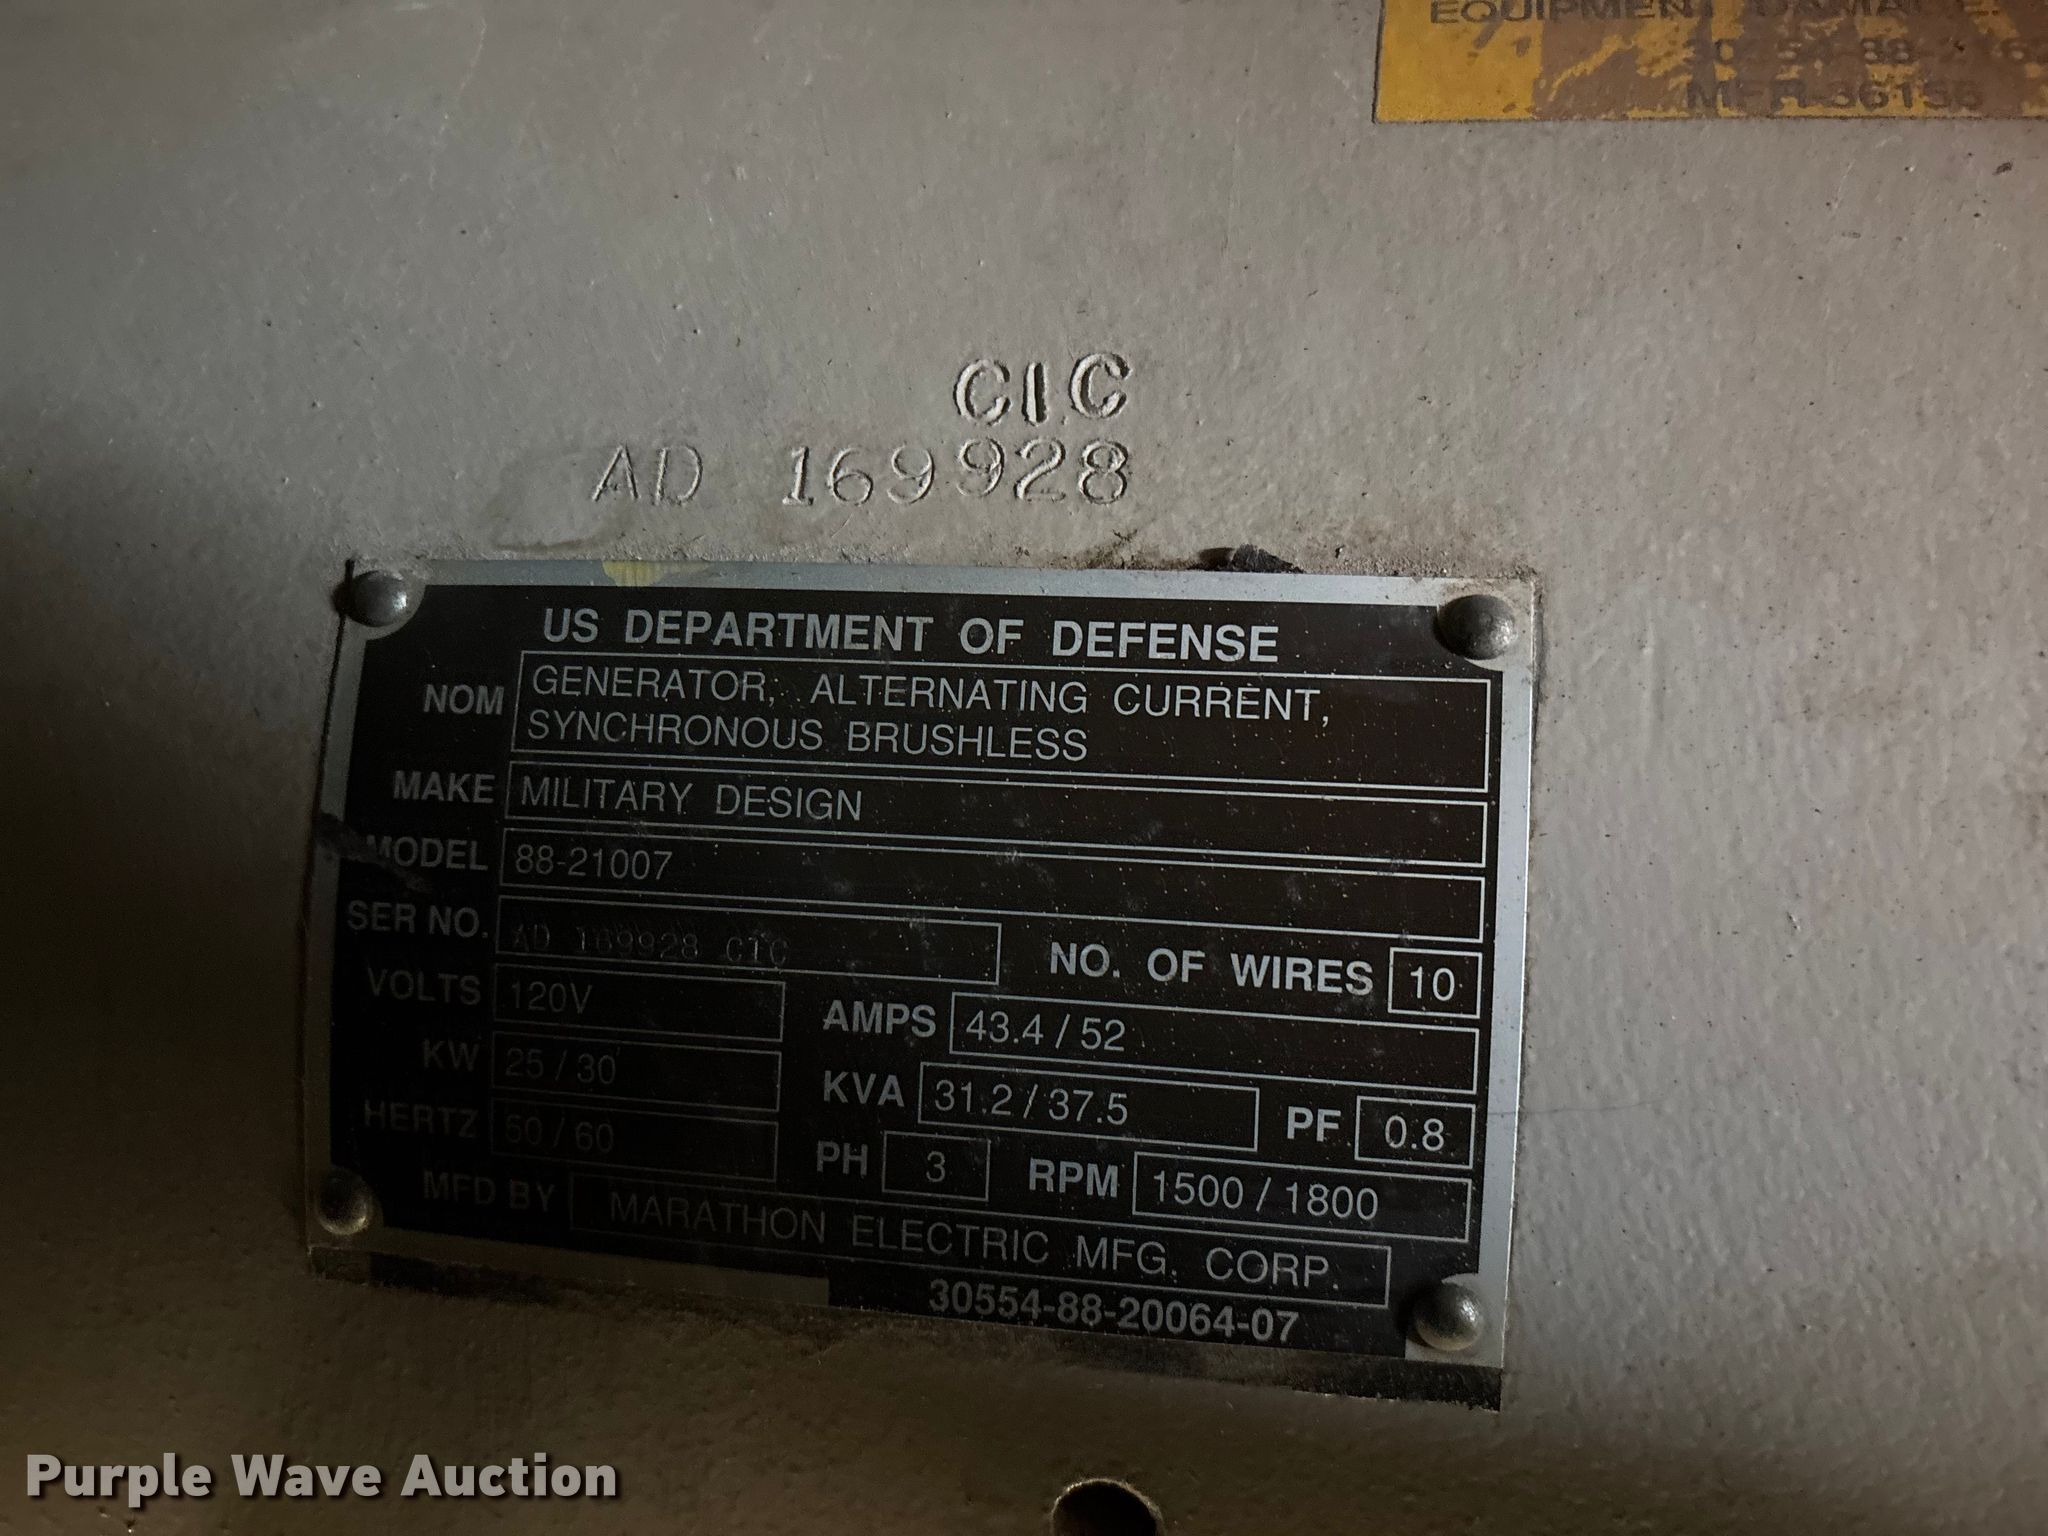 EQUIPMENT DAMAGE.
MFR-36156
CIC
AD 169928
US DEPARTMENT OF DEFENSE
NOM GENERATOR, ALTERNATING CURRENT,
SYNCHRONOUS BRUSHLESS
MAKE MILITARY DESIGN
MODEL 88-21007
SER NO. AD 169928 CIC
NO. OF WIRES 10
VOLTS 120V
AMPS 43.4 / 52
KW 25 / 30
KVA 31.2 / 37.5
PF 0.8
HERTZ 50 / 60
PH 3
RPM 1500 / 1800
MFD BY MARATHON ELECTRIC MFG. CORP.
30554-88-20064-07
Purple Wave Auction